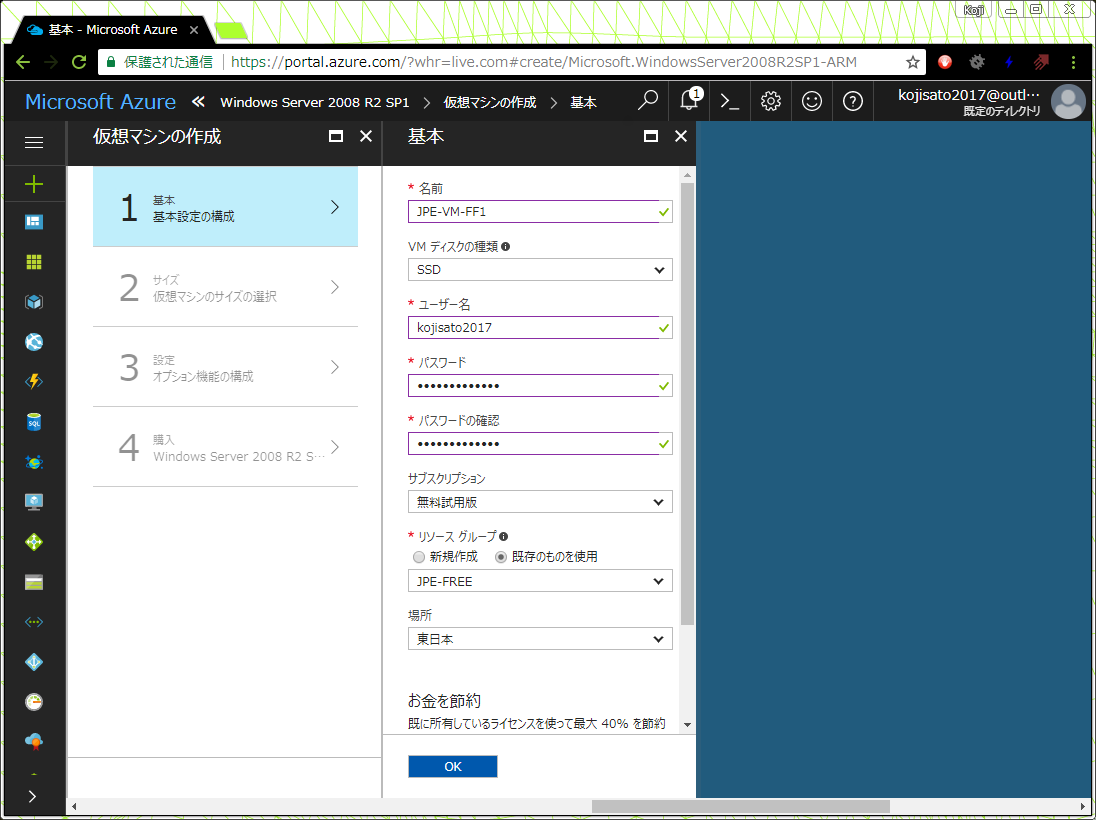 Koji
基本 - Microsoft Azure
保護された通信 https://portal.azure.com/?whr=live.com#create/Microsoft.WindowsServer2008R2SP1-ARM
Microsoft Azure « Windows Server 2008 R2 SP1 > 仮想マシンの作成 > 基本
1
kojisato2017@outl…
既定のディレクトリ
仮想マシンの作成
1 基本
基本設定の構成
2 サイズ
仮想マシンのサイズの選択
3 設定
オプション機能の構成
4 購入
Windows Server 2008 R2 S…
基本
* 名前
JPE-VM-FF1
VM ディスクの種類
SSD
* ユーザー名
kojisato2017
* パスワード
•••••••••••••
* パスワードの確認
•••••••••••••
サブスクリプション
無料試用版
* リソース グループ
新規作成 既存のものを使用
JPE-FREE
場所
東日本
お金を節約
既に所有しているライセンスを使って最大 40% を節約
OK
SQL